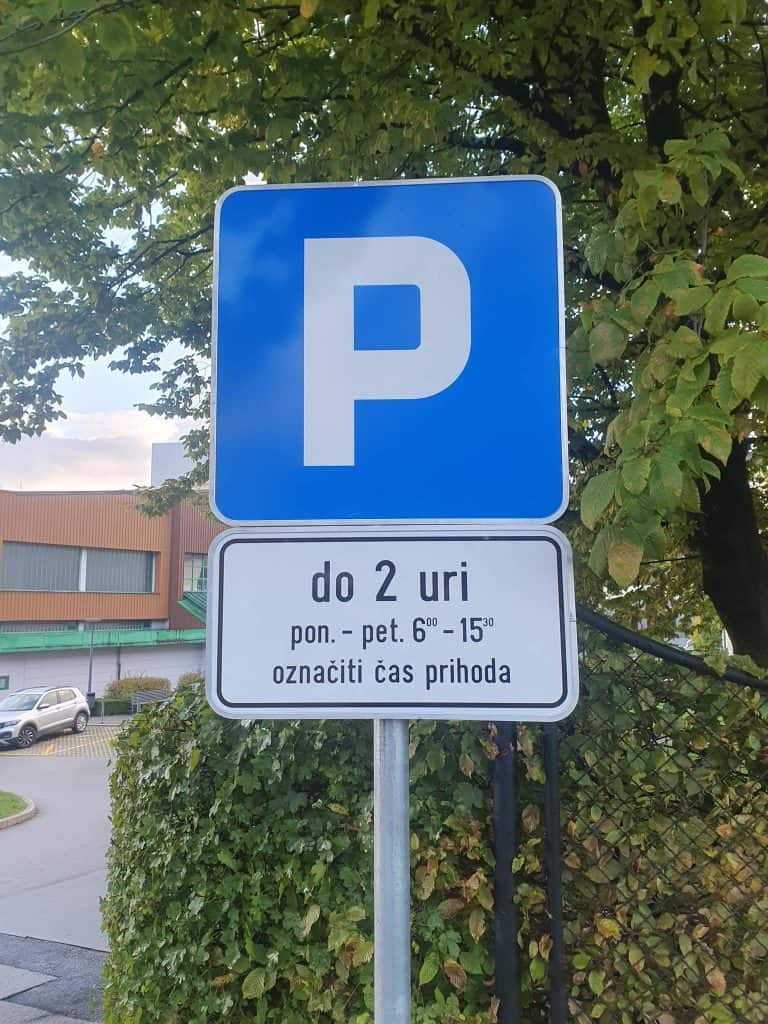 P
do 2 uri
pon. - pet. 6⁰⁰ - 15³⁰
označiti čas prihoda